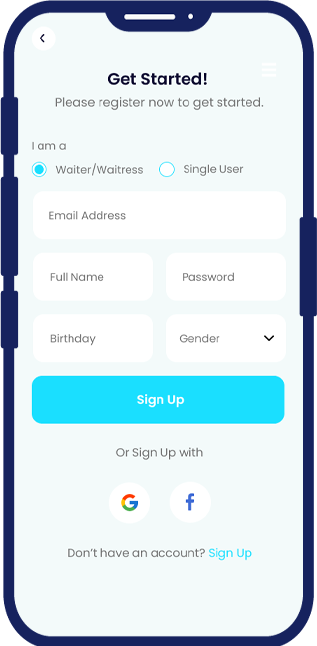 Get Started!
Please register now to get started.
I am a
Waiter/Waitress Single User
Email Address
Full Name Password
Birthday Gender
Sign Up
Or Sign Up with
G f
Don't have an account? Sign Up